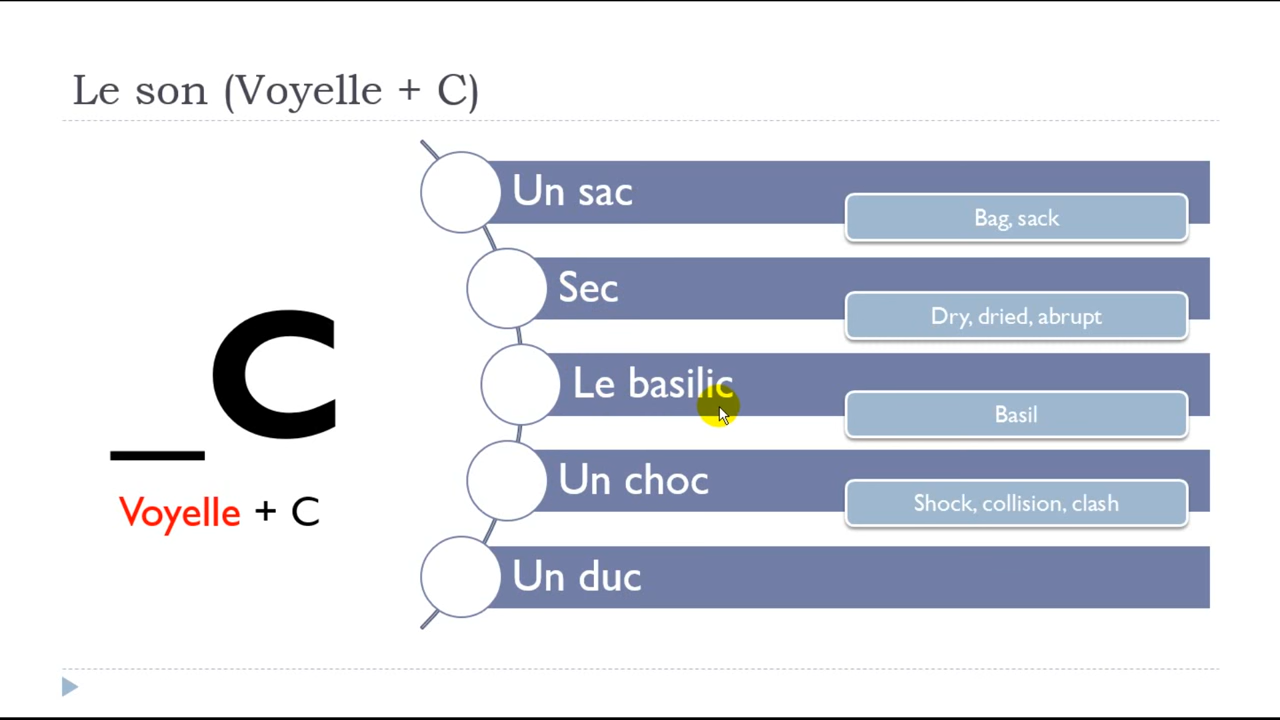 Le son (Voyelle + C)
_C
Voyelle + C
Un sac
Bag, sack
Sec
Dry, dried, abrupt
Le basilic
Basil
Un choc
Shock, collision, clash
Un duc